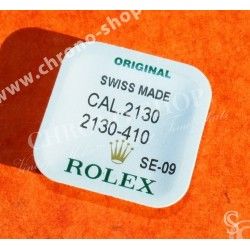 ORIGINAL
SWISS MADE
CAL.2130
2130-410
ROLEX
SE-09